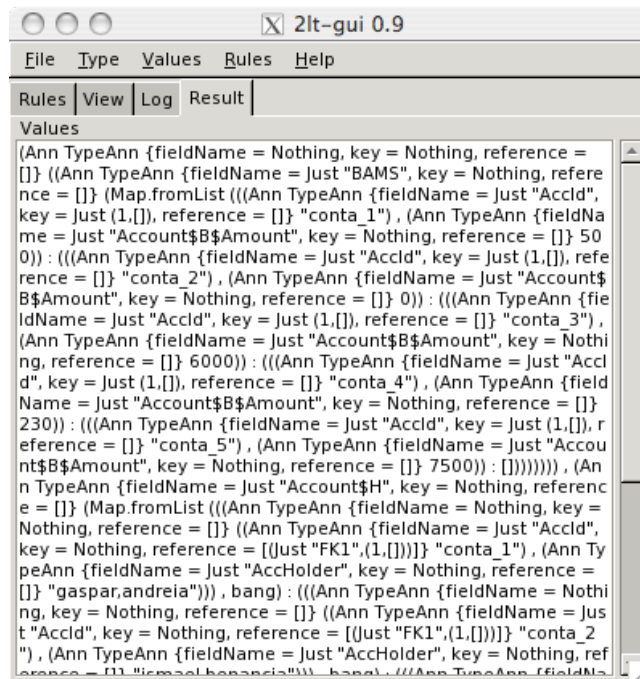 2lt-gui 0.9
File Type Values Rules Help
Rules View Log Result
Values
(Ann TypeAnn {fieldName = Nothing, key = Nothing, reference =
[]} ((Ann TypeAnn {fieldName = Just "BAMS", key = Nothing, refere
nce = []} (Map.fromList (((Ann TypeAnn {fieldName = Just "AccId",
key = Just (1,[]), reference = []} "conta_1") , (Ann TypeAnn {fieldNa
me = Just "Account$B$Amount", key = Nothing, reference = []} 50
0)) : (((Ann TypeAnn {fieldName = Just "AccId", key = Just (1,[]), refe
rence = []} "conta_2") , (Ann TypeAnn {fieldName = Just "Account$
B$Amount", key = Nothing, reference = []} 0)) : (((Ann TypeAnn {fie
ldName = Just "AccId", key = Just (1,[]), reference = []} "conta_3") ,
(Ann TypeAnn {fieldName = Just "Account$B$Amount", key = Nothi
ng, reference = []} 6000)) : (((Ann TypeAnn {fieldName = Just "AccI
d", key = Just (1,[]), reference = []} "conta_4") , (Ann TypeAnn {field
Name = Just "Account$B$Amount", key = Nothing, reference = []}
230)) : (((Ann TypeAnn {fieldName = Just "AccId", key = Just (1,[]), r
eference = []} "conta_5") , (Ann TypeAnn {fieldName = Just "Accou
nt$B$Amount", key = Nothing, reference = []} 7500)) : []))))))) , (An
n TypeAnn {fieldName = Just "Account$H", key = Nothing, referenc
e = []} (Map.fromList (((Ann TypeAnn {fieldName = Nothing, key =
Nothing, reference = []} ((Ann TypeAnn {fieldName = Just "AccId",
key = Nothing, reference = [(Just "FK1",(1,[]))]} "conta_1") , (Ann Ty
peAnn {fieldName = Just "AccHolder", key = Nothing, reference =
[]} "gaspar,andreia"))) , bang) : (((Ann TypeAnn {fieldName = Nothi
ng, key = Nothing, reference = []} ((Ann TypeAnn {fieldName = Jus
t "AccId", key = Nothing, reference = [(Just "FK1",(1,[]))]} "conta_2
") , (Ann TypeAnn {fieldName = Just "AccHolder", key = Nothing, ref
erence = []} "ismael,bonancia"))) , bang) : (((Ann TypeAnn {fieldNa